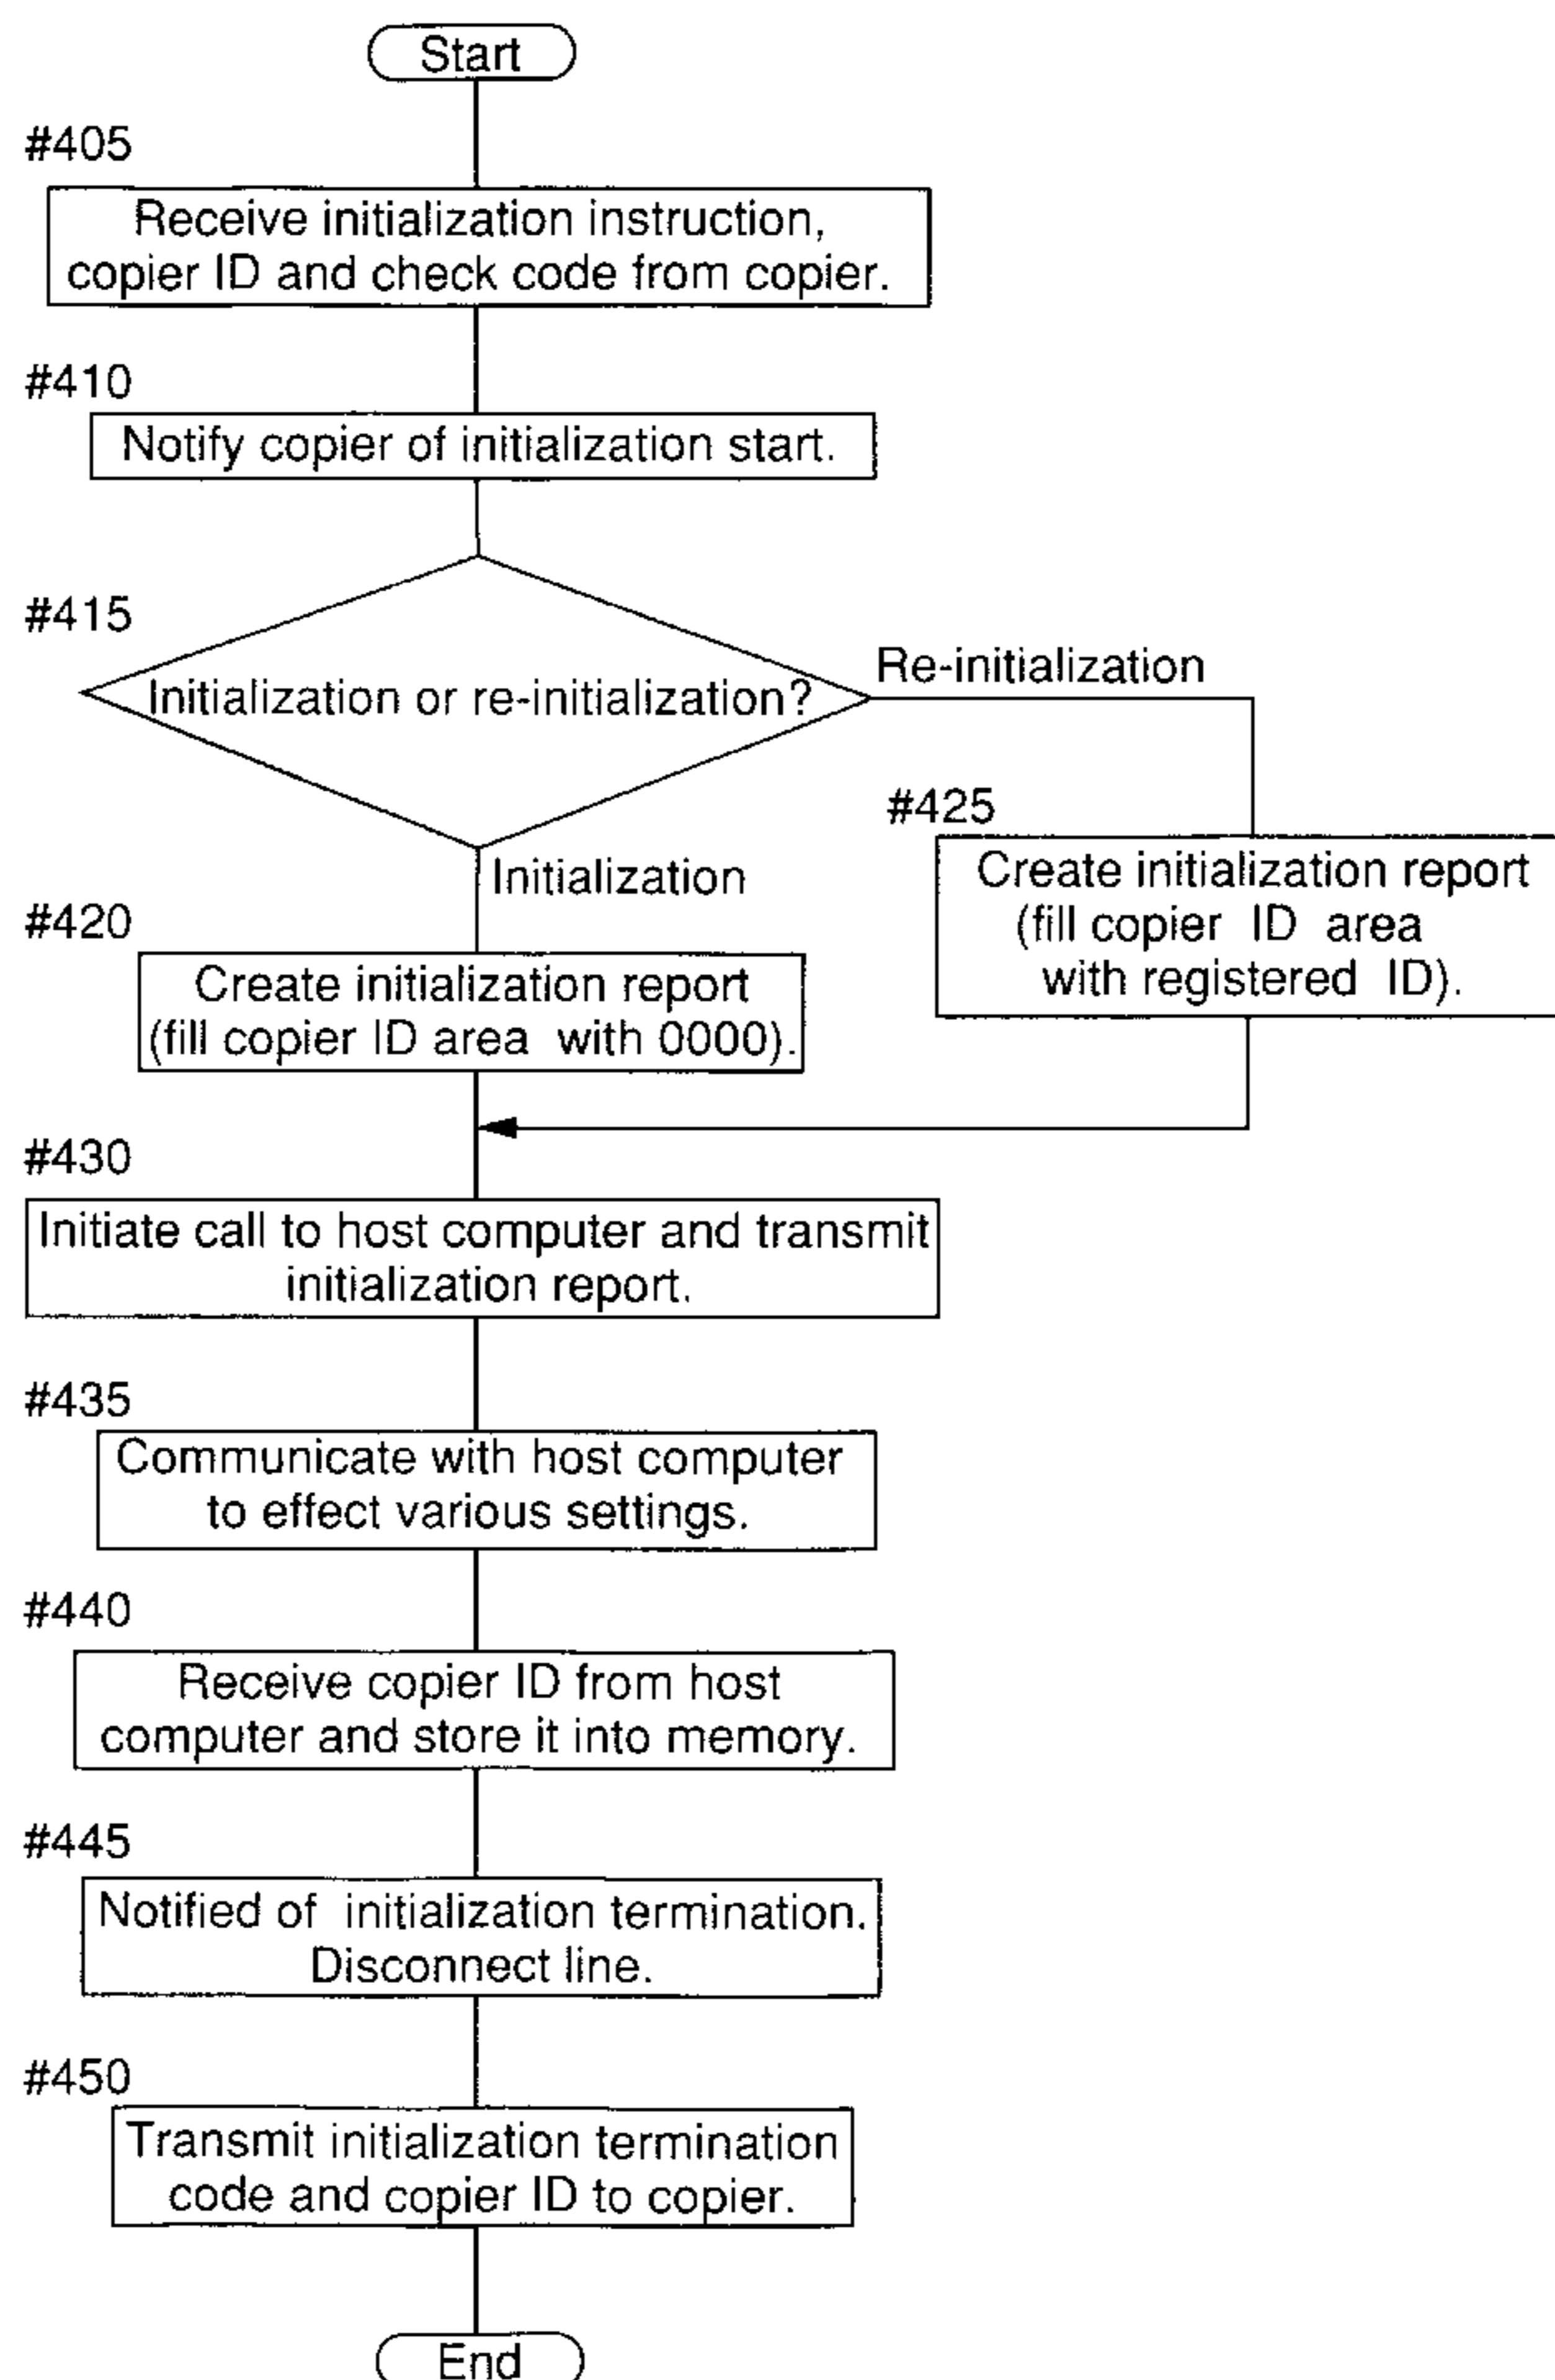 Start
#405
Receive initialization instruction,
copier ID and check code from copier.
#410
Notify copier of initialization start.
#415
Initialization or re-initialization?
Re-initialization
Initialization
#425
Create initialization report
(fill copier ID area
with registered ID).
#420
Create initialization report
(fill copier ID area with 0000).
#430
Initiate call to host computer and transmit
initialization report.
#435
Communicate with host computer
to effect various settings.
#440
Receive copier ID from host
computer and store it into memory.
#445
Notified of initialization termination.
Disconnect line.
#450
Transmit initialization termination
code and copier ID to copier.
End